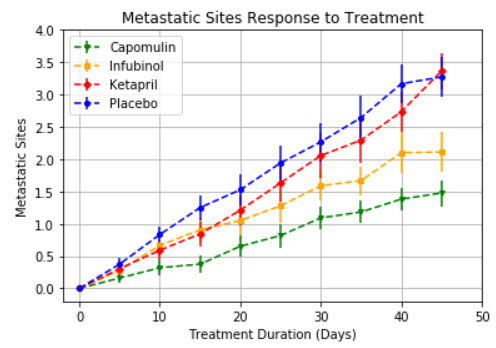 Metastatic Sites Response to Treatment
4.0
3.5
3.0
2.5
2.0
1.5
1.0
0.5
0.0
Metastatic Sites
Capomulin
Infubinol
Ketapril
Placebo
0 10 20 30 40 50
Treatment Duration (Days)